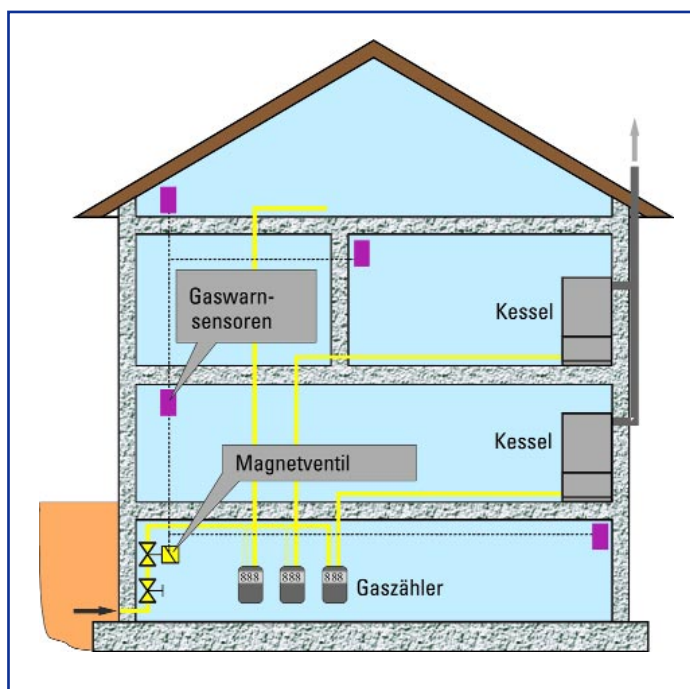 Gaswarn-
sensoren
Kessel
Kessel
Magnetventil
888
888
888
Gaszähler